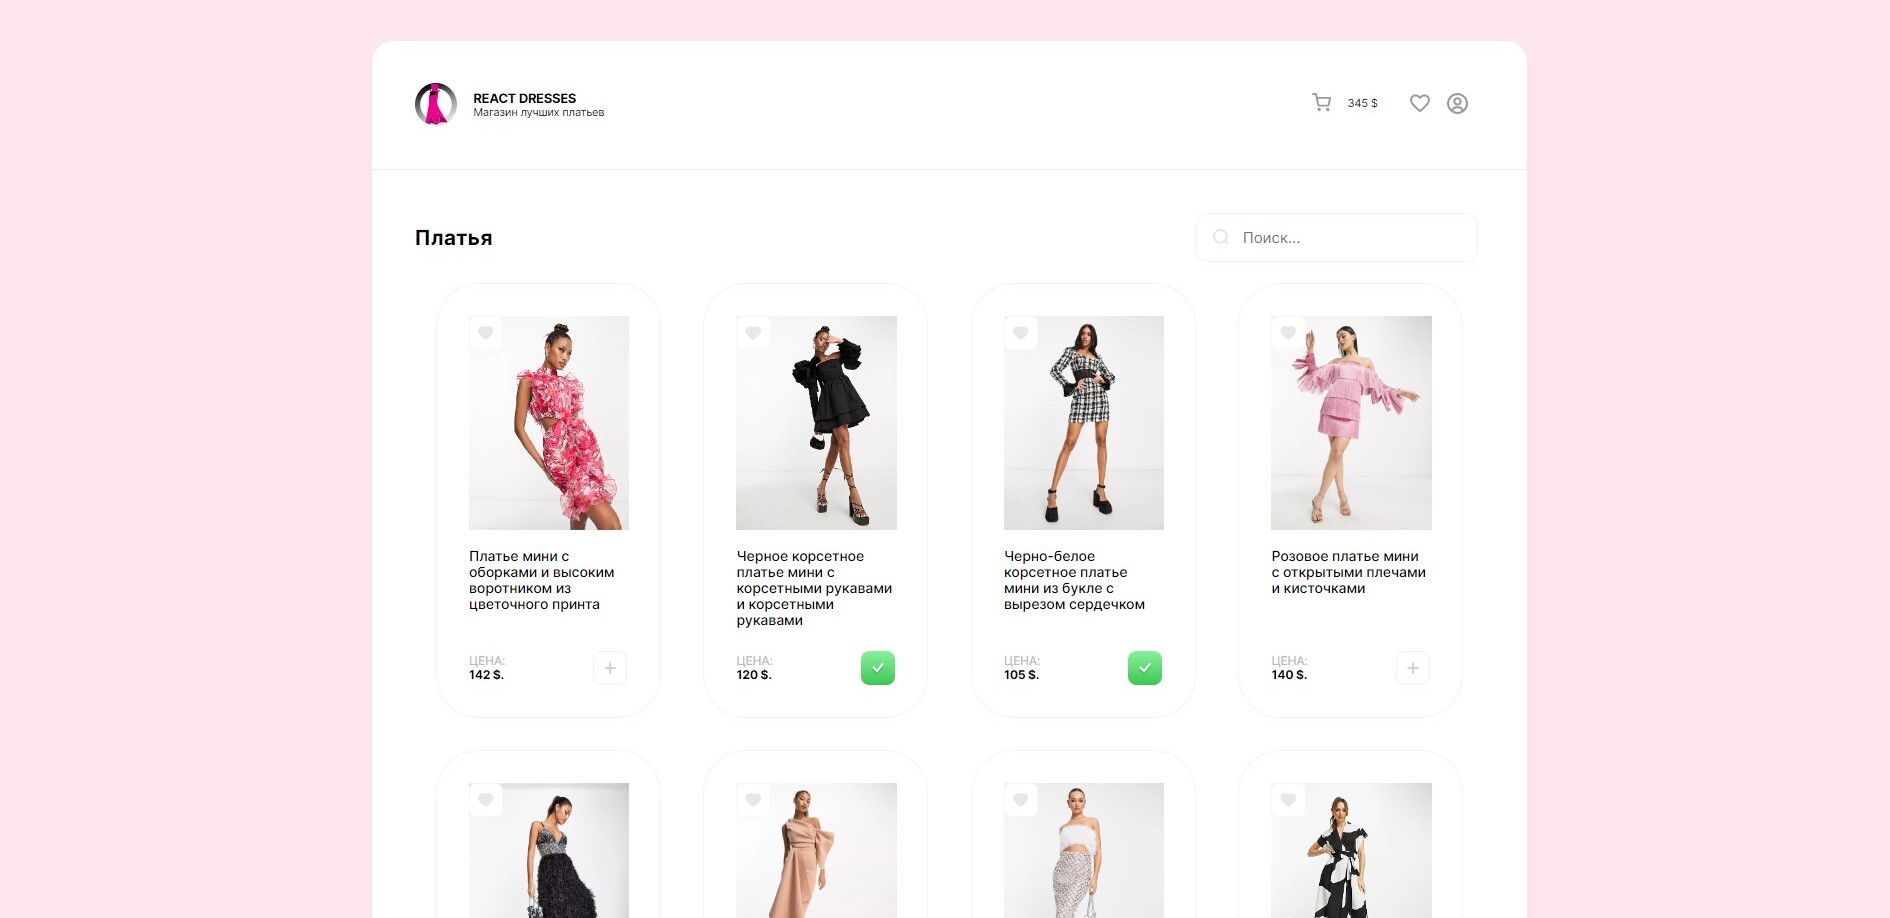 REACT DRESSES
Магазин лучших платьев
345 $
Платья
Поиск...
Платье мини с
оборками и высоким
воротником из
цветочного принта
ЦЕНА:
142 $.
Черное корсетное
платье мини с
корсетными рукавами
и корсетными
рукавами
ЦЕНА:
120 $.
Черно-белое
корсетное платье
мини из букле с
вырезом сердечком
ЦЕНА:
105 $.
Розовое платье мини
с открытыми плечами
и кисточками
ЦЕНА:
140 $.